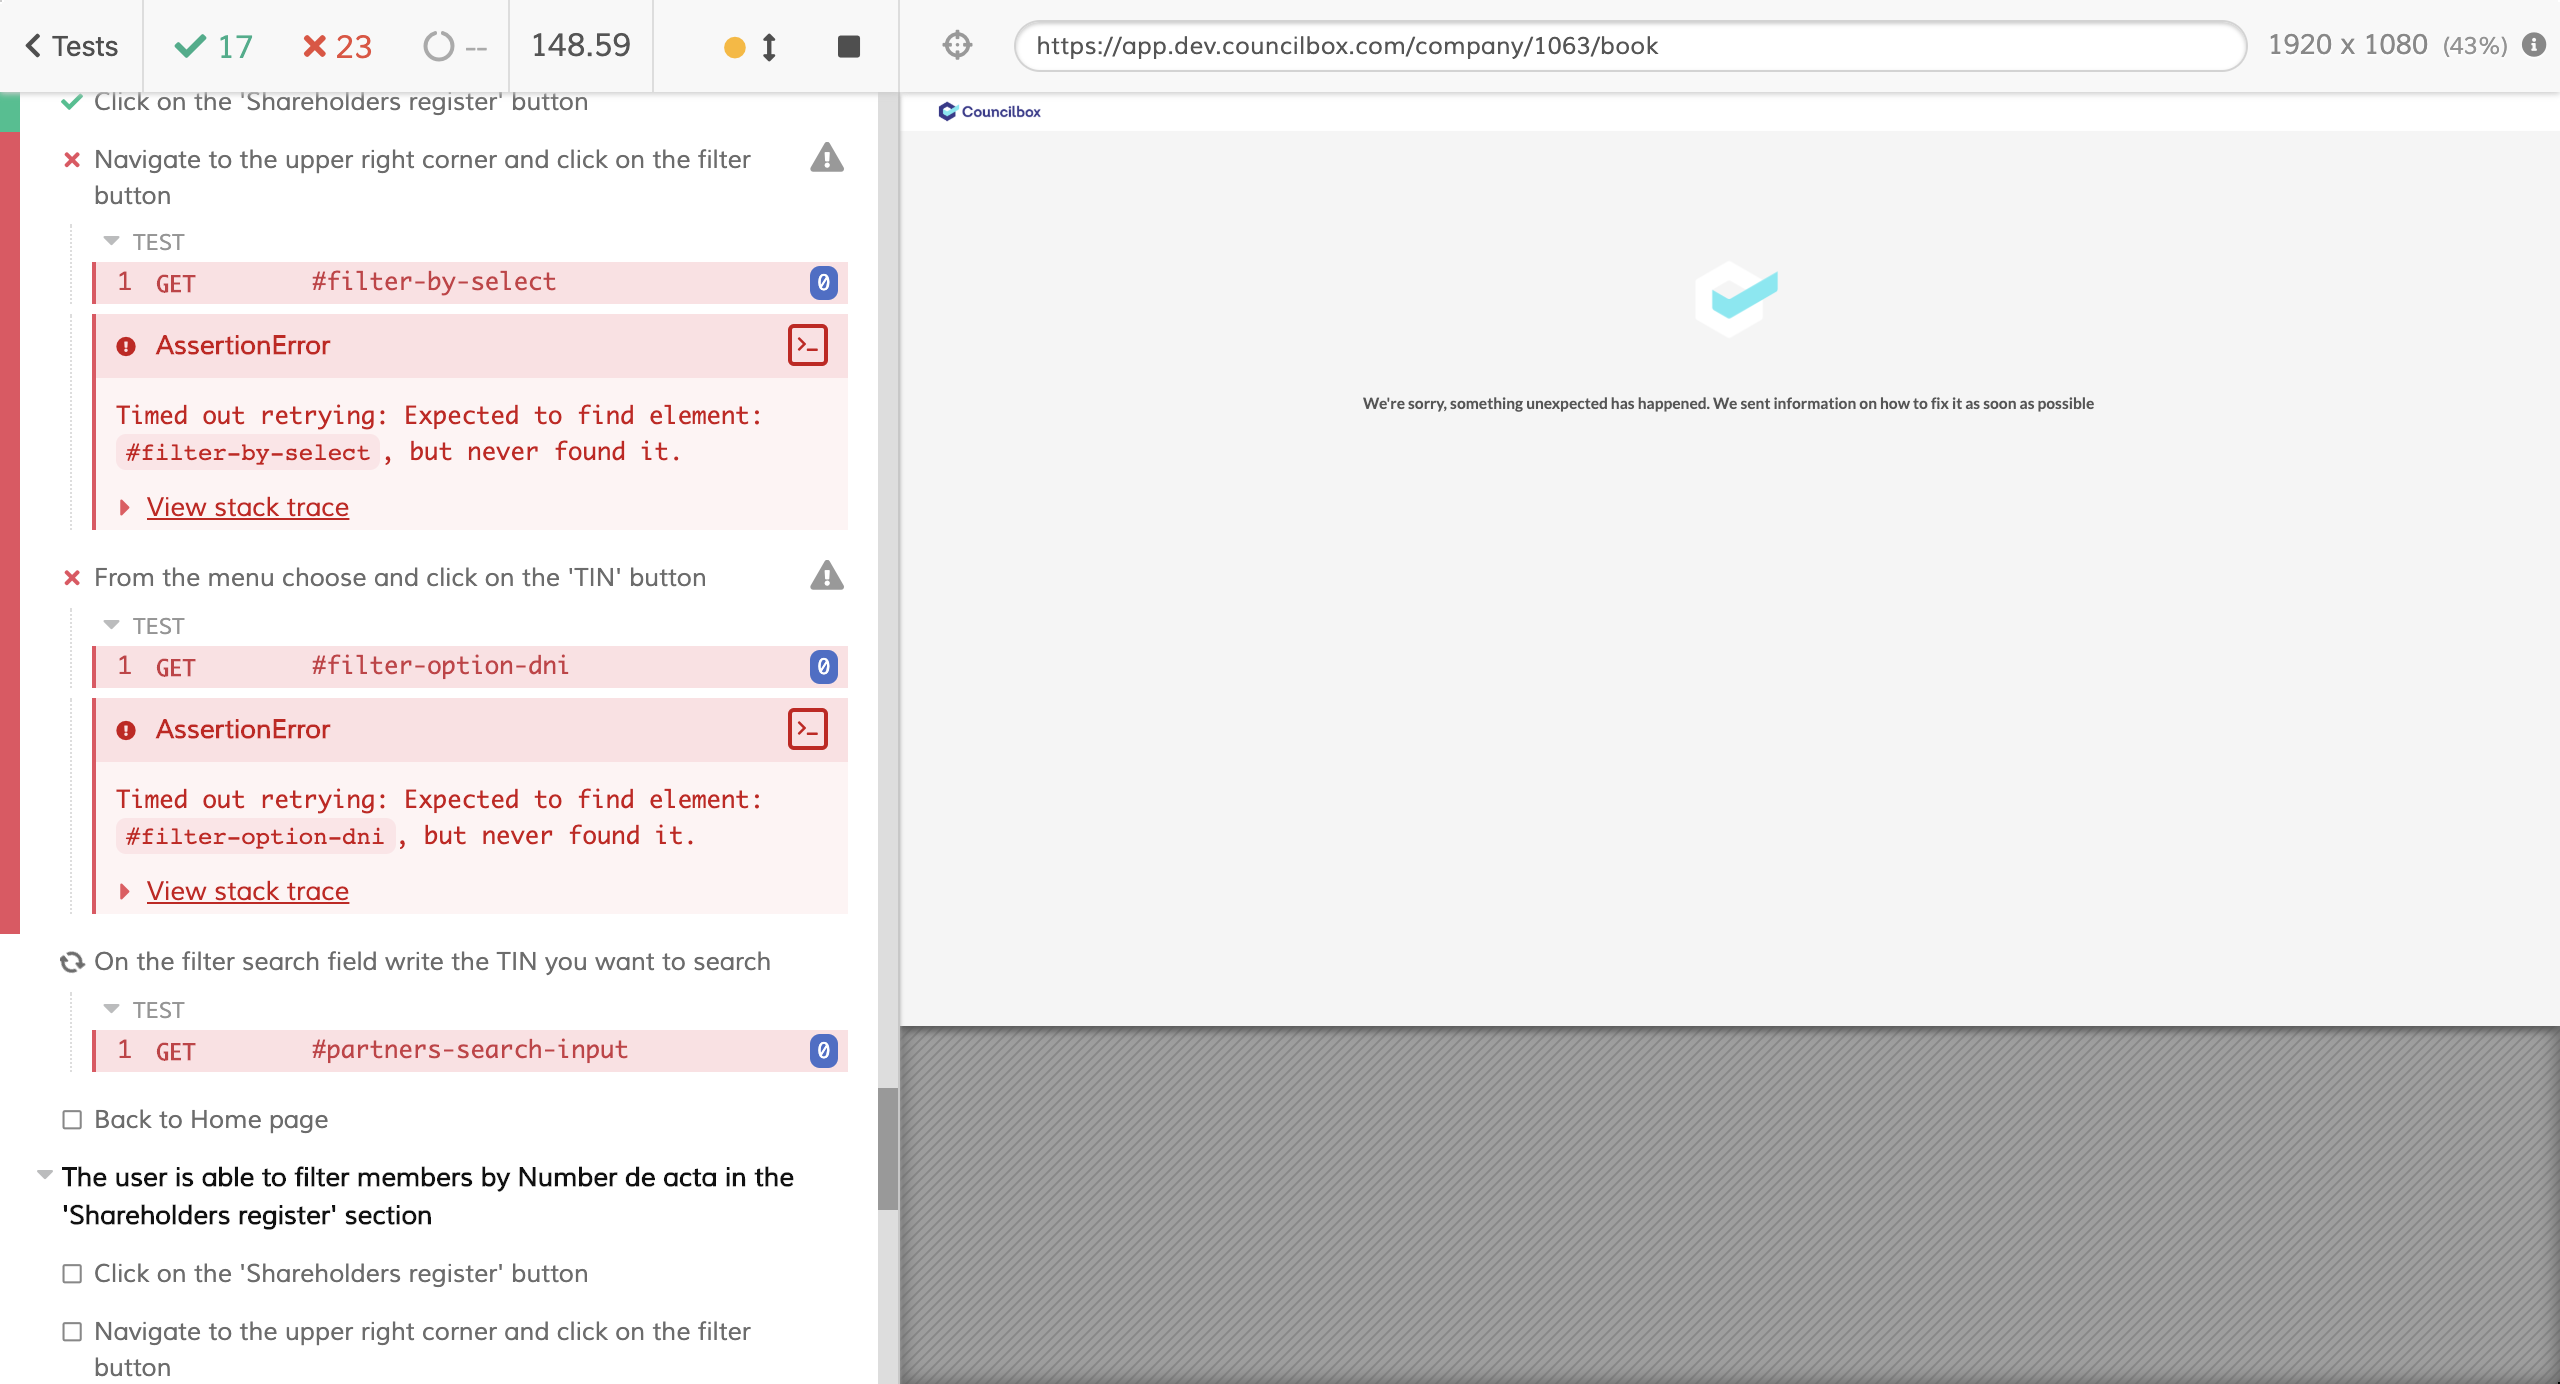 Tests
17
23
--
148.59
https://app.dev.councilbox.com/company/1063/book
1920 x 1080 (43%)
Click on the 'Shareholders register' button
Navigate to the upper right corner and click on the filter
button
TEST
1 GET #filter-by-select 0
AssertionError
>_
Timed out retrying: Expected to find element:
#filter-by-select, but never found it.
View stack trace
From the menu choose and click on the 'TIN' button
TEST
1 GET #filter-option-dni 0
AssertionError
>_
Timed out retrying: Expected to find element:
#filter-option-dni, but never found it.
View stack trace
On the filter search field write the TIN you want to search
TEST
1 GET #partners-search-input 0
Back to Home page
The user is able to filter members by Number de acta in the
'Shareholders register' section
Click on the 'Shareholders register' button
Navigate to the upper right corner and click on the filter
button
Councilbox
We're sorry, something unexpected has happened. We sent information on how to fix it as soon as possible